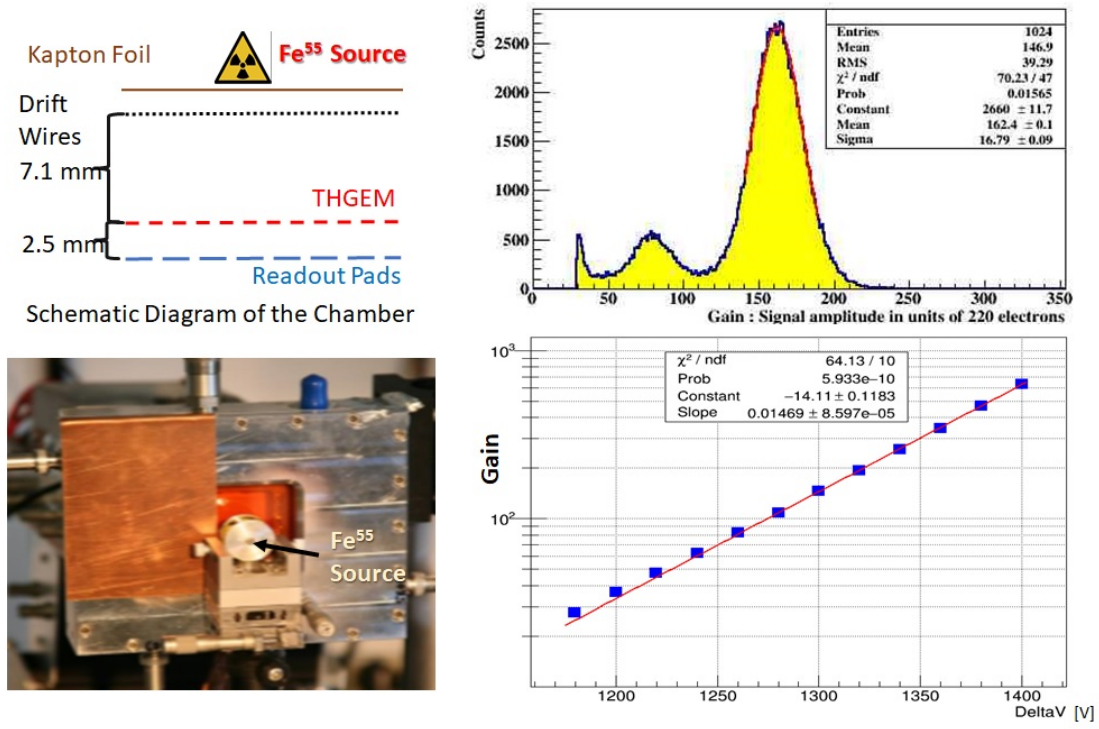 Kapton Foil
Fe55 Source
Drift
Wires
7.1 mm
THGEM
2.5 mm
Readout Pads
Schematic Diagram of the Chamber
Fe55
Source
Counts
2500
2000
1500
1000
500
0
0 50 100 150 200 250 300 350
Gain : Signal amplitude in units of 220 electrons
Entries 1024
Mean 146.9
RMS 39.29
χ² / ndf 70.23 / 47
Prob 0.01565
Constant 2660 ± 11.7
Mean 162.4 ± 0.1
Sigma 16.79 ± 0.09
Gain
10³
10²
χ² / ndf 64.13 / 10
Prob 5.933e−10
Constant −14.11 ± 0.1183
Slope 0.01469 ± 8.597e−05
1200 1250 1300 1350 1400
DeltaV [V]